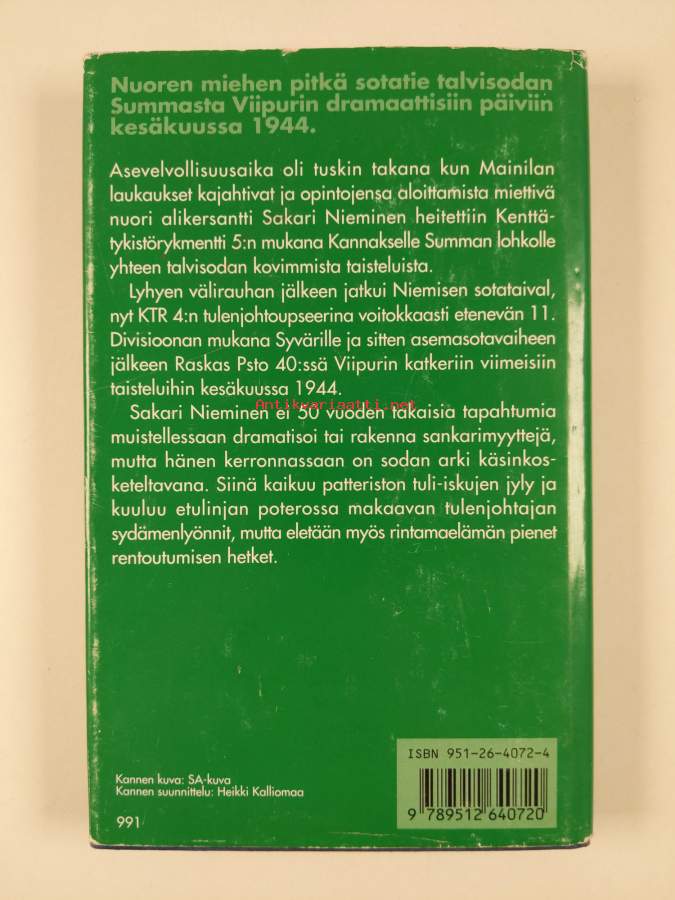 Nuoren miehen pitkä sotatie talvisodan
Summasta Viipurin dramaattisiin päiviin
kesäkuussa 1944.
Asevelvollisuusaika oli tuskin takana kun Mainilan
laukaukset kajahtivat ja opintojensa aloittamista miettivä
nuori alikersantti Sakari Nieminen heitettiin Kenttä-
tykistörykmentti 5:n mukana Kannakselle Summan lohkolle
yhteen talvisodan kovimmista taisteluista.
Lyhyen välirauhan jälkeen jatkui Niemisen sotataival,
nyt KTR 4:n tulenjohtoupseerina voitokkaasti etenevän 11.
Divisioonan mukana Syvärille ja sitten asemasotavaiheen
jälkeen Raskas Psto 40:ssä Viipurin katkeriin viimeisiin
taisteluihin kesäkuussa 1944.
Antikvariaatti.net
Sakari Nieminen ei 50 vuoden takaisia tapahtumia
muistellessaan dramatisoi tai rakenna sankarimyyttejä,
mutta hänen kerronnassaan on sodan arki käsinkos-
keteltavana. Siinä kaikuu patteriston tuli-iskujen jyly ja
kuuluu etulinjan poterossa makaavan tulenjohtajan
sydämenlyönnit, mutta eletään myös rintamaelämän pienet
rentoutumisen hetket.
ISBN 951-26-4072-4
9 789512 640720
Kannen kuva: SA-kuva
Kannen suunnittelu: Heikki Kalliomaa
991